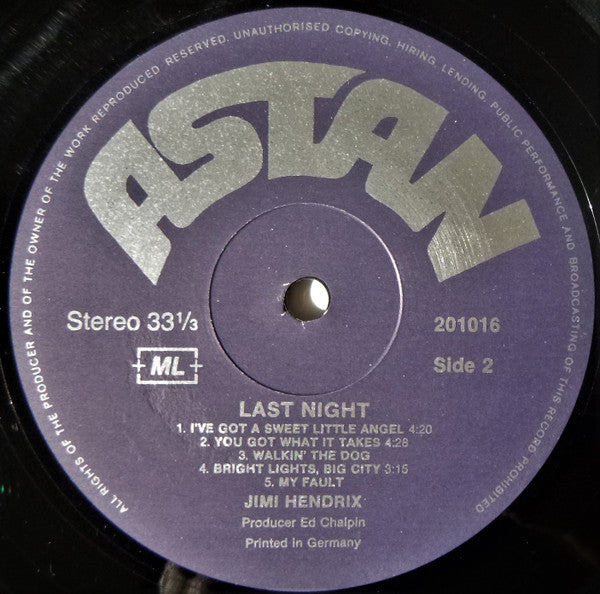 ALL RIGHTS OF THE PRODUCER AND OF THE OWNER OF THE WORK REPRODUCED RESERVED. UNAUTHORISED COPYING, HIRING, LENDING, PUBLIC PERFORMANCE AND BROADCASTING OF THIS RECORD PROHIBITED
ASTAN
Stereo 33⅓
201016
ML
Side 2
LAST NIGHT
1. I'VE GOT A SWEET LITTLE ANGEL 4:20
2. YOU GOT WHAT IT TAKES 4:28
3. WALKIN' THE DOG
4. BRIGHT LIGHTS, BIG CITY 3:15
5. MY FAULT
JIMI HENDRIX
Producer Ed Chalpin
Printed in Germany